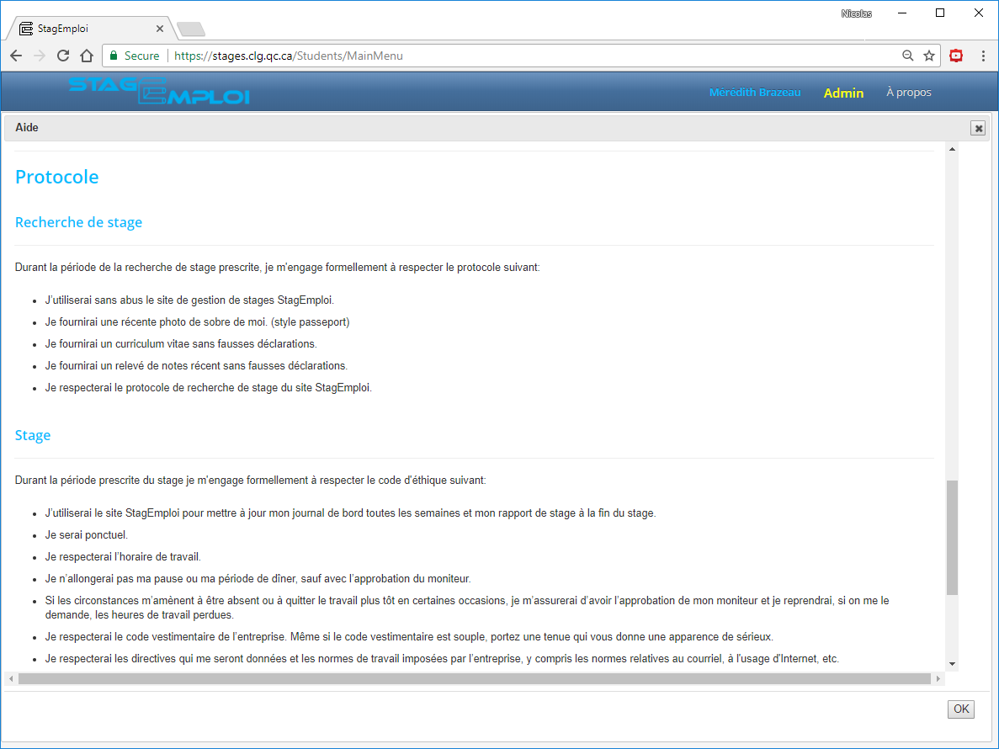 Nicolas
StagEmploi
Secure https://stages.clg.qc.ca/Students/MainMenu
STAGEMPLOI
Mérédith Brazeau Admin À propos
Aide
Protocole
Recherche de stage
Durant la période de la recherche de stage prescrite, je m'engage formellement à respecter le protocole suivant:
• J’utiliserai sans abus le site de gestion de stages StagEmploi.
• Je fournirai une récente photo de sobre de moi. (style passeport)
• Je fournirai un curriculum vitae sans fausses déclarations.
• Je fournirai un relevé de notes récent sans fausses déclarations.
• Je respecterai le protocole de recherche de stage du site StagEmploi.
Stage
Durant la période prescrite du stage je m'engage formellement à respecter le code d'éthique suivant:
• J’utiliserai le site StagEmploi pour mettre à jour mon journal de bord toutes les semaines et mon rapport de stage à la fin du stage.
• Je serai ponctuel.
• Je respecterai l’horaire de travail.
• Je n’allongerai pas ma pause ou ma période de dîner, sauf avec l’approbation du moniteur.
• Si les circonstances m’amènent à être absent ou à quitter le travail plus tôt en certaines occasions, je m’assurerai d’avoir l’approbation de mon moniteur et je reprendrai, si on me le
demande, les heures de travail perdues.
• Je respecterai le code vestimentaire de l’entreprise. Même si le code vestimentaire est souple, portez une tenue qui vous donne une apparence de sérieux.
• Je respecterai les directives qui me seront données et les normes de travail imposées par l’entreprise, y compris les normes relatives au courriel, à l'usage d'Internet, etc.
OK